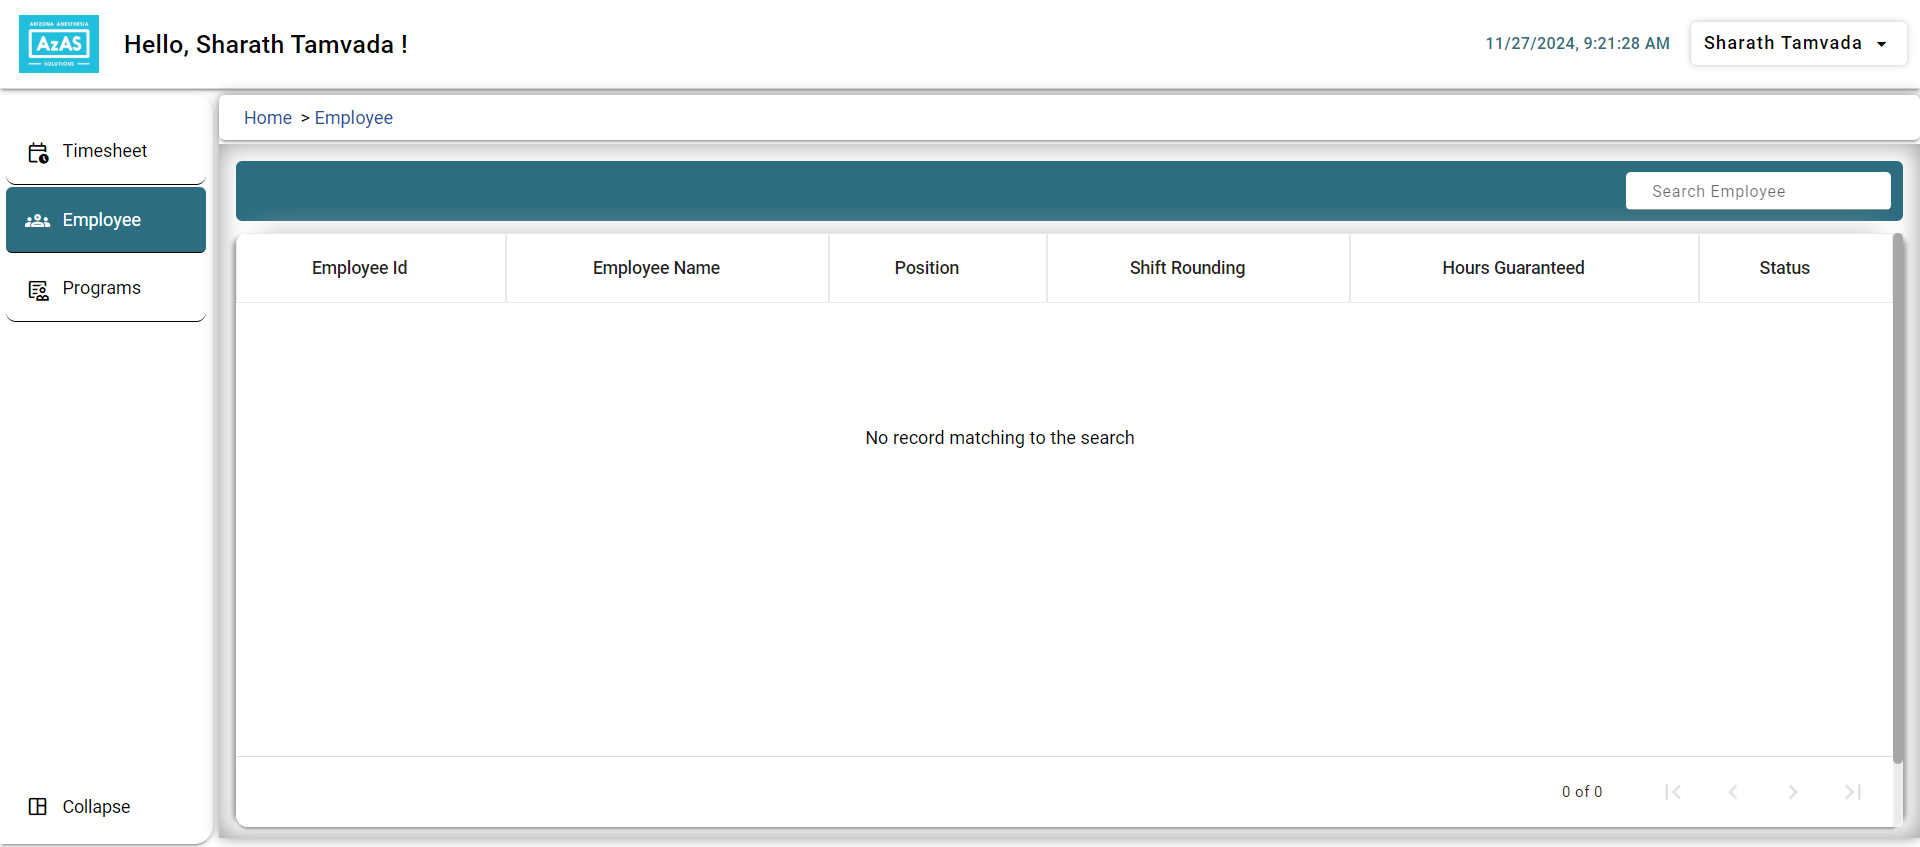 ARIZONA ANESTHESIA
AzAS
SOLUTIONS
Hello, Sharath Tamvada !
11/27/2024, 9:21:28 AM
Sharath Tamvada
Home > Employee
Timesheet
Employee
Programs
Collapse
Search Employee
Employee Id Employee Name Position Shift Rounding Hours Guaranteed Status
No record matching to the search
0 of 0